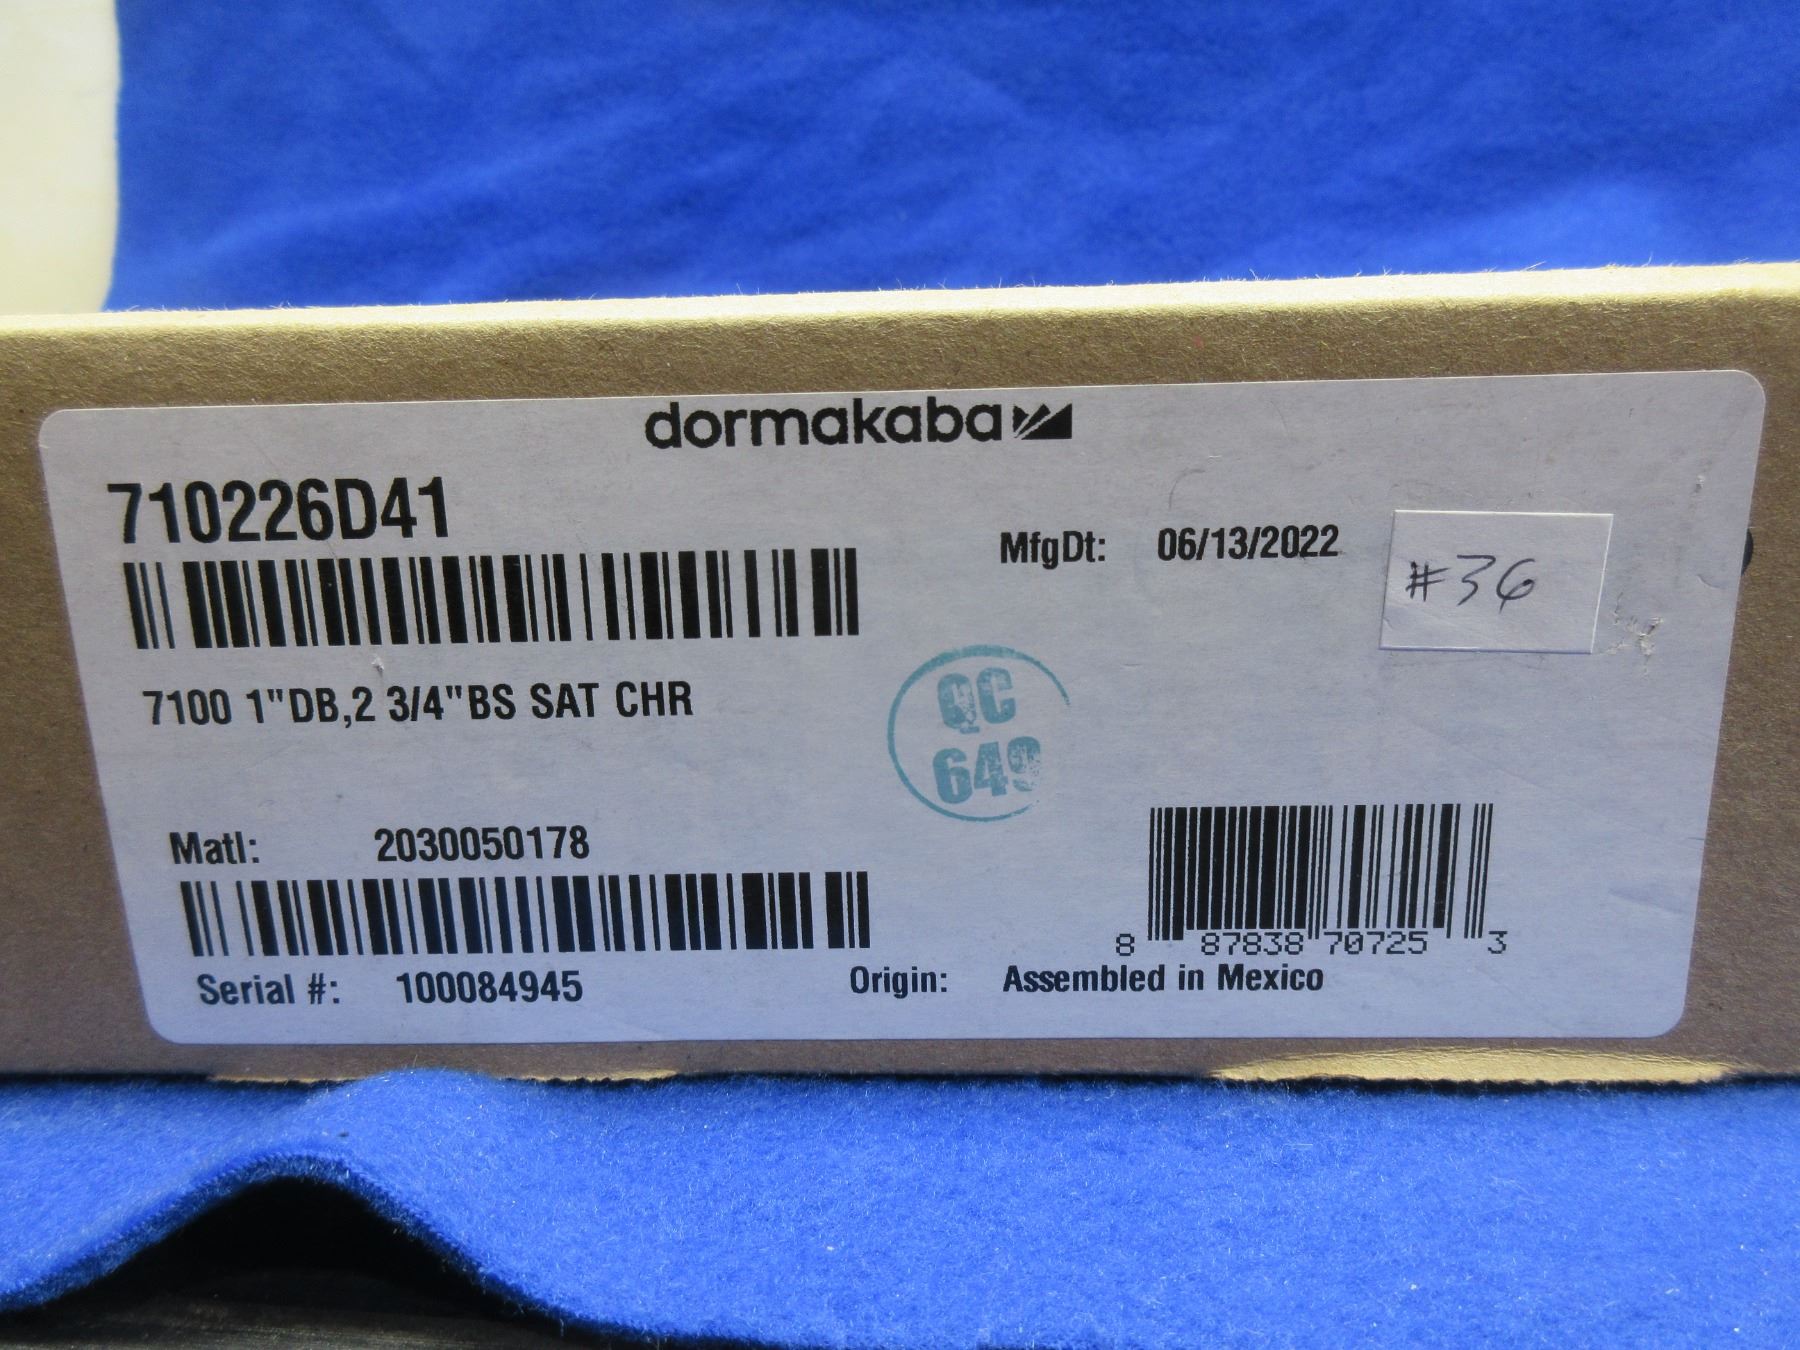 dormakaba
710226D41
MfgDt: 06/13/2022
#36
7100 1"DB,2 3/4"BS SAT CHR
QC
649
Matl: 2030050178
8 87838 70725 3
Serial #: 100084945
Origin: Assembled in Mexico